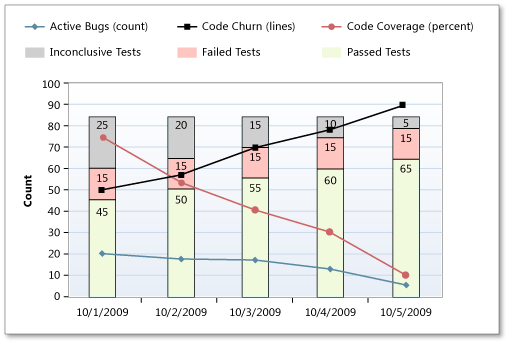 Active Bugs (count) Code Churn (lines) Code Coverage (percent)
Inconclusive Tests Failed Tests Passed Tests
Count
100
90
80
70
60
50
40
30
20
10
0
25 20 15 10 5
15 15 15 15 15
45 50 55 60 65
10/1/2009 10/2/2009 10/3/2009 10/4/2009 10/5/2009